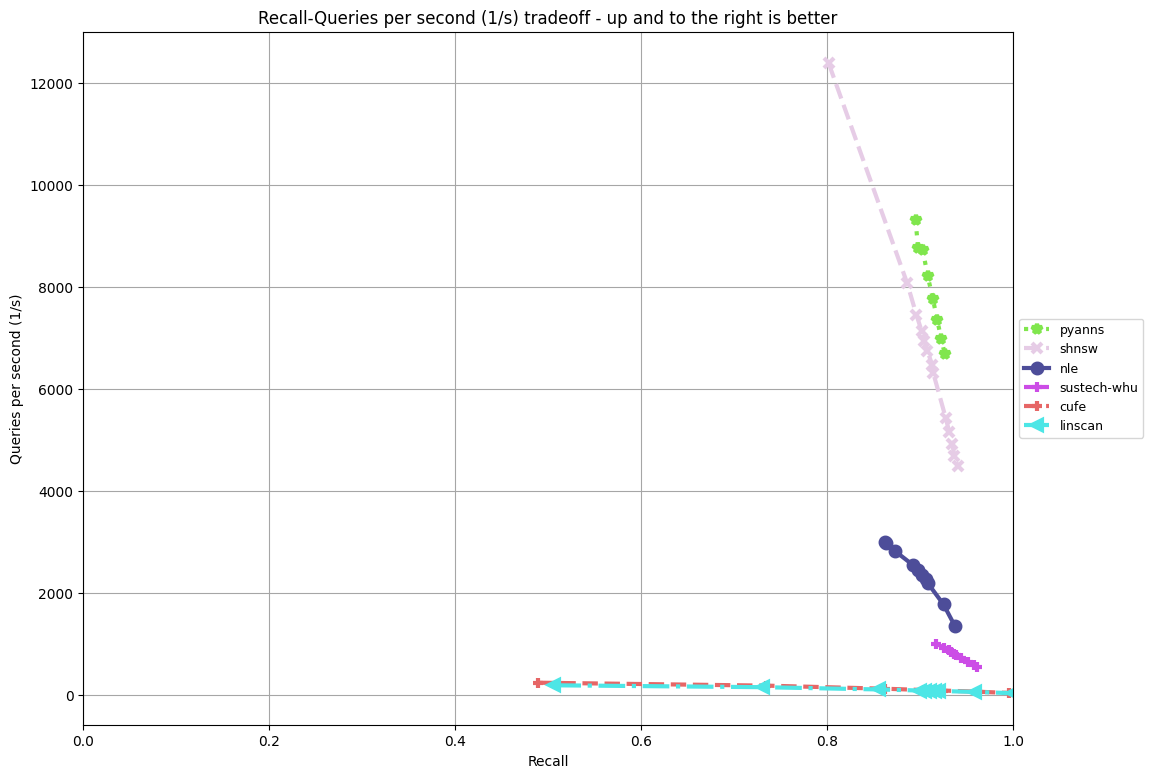 Recall-Queries per second (1/s) tradeoff - up and to the right is better
12000
10000
8000
6000
4000
2000
0
Queries per second (1/s)
0.0
0.2
0.4
0.6
0.8
1.0
Recall
pyanns
shnsw
nle
sustech-whu
cufe
linscan